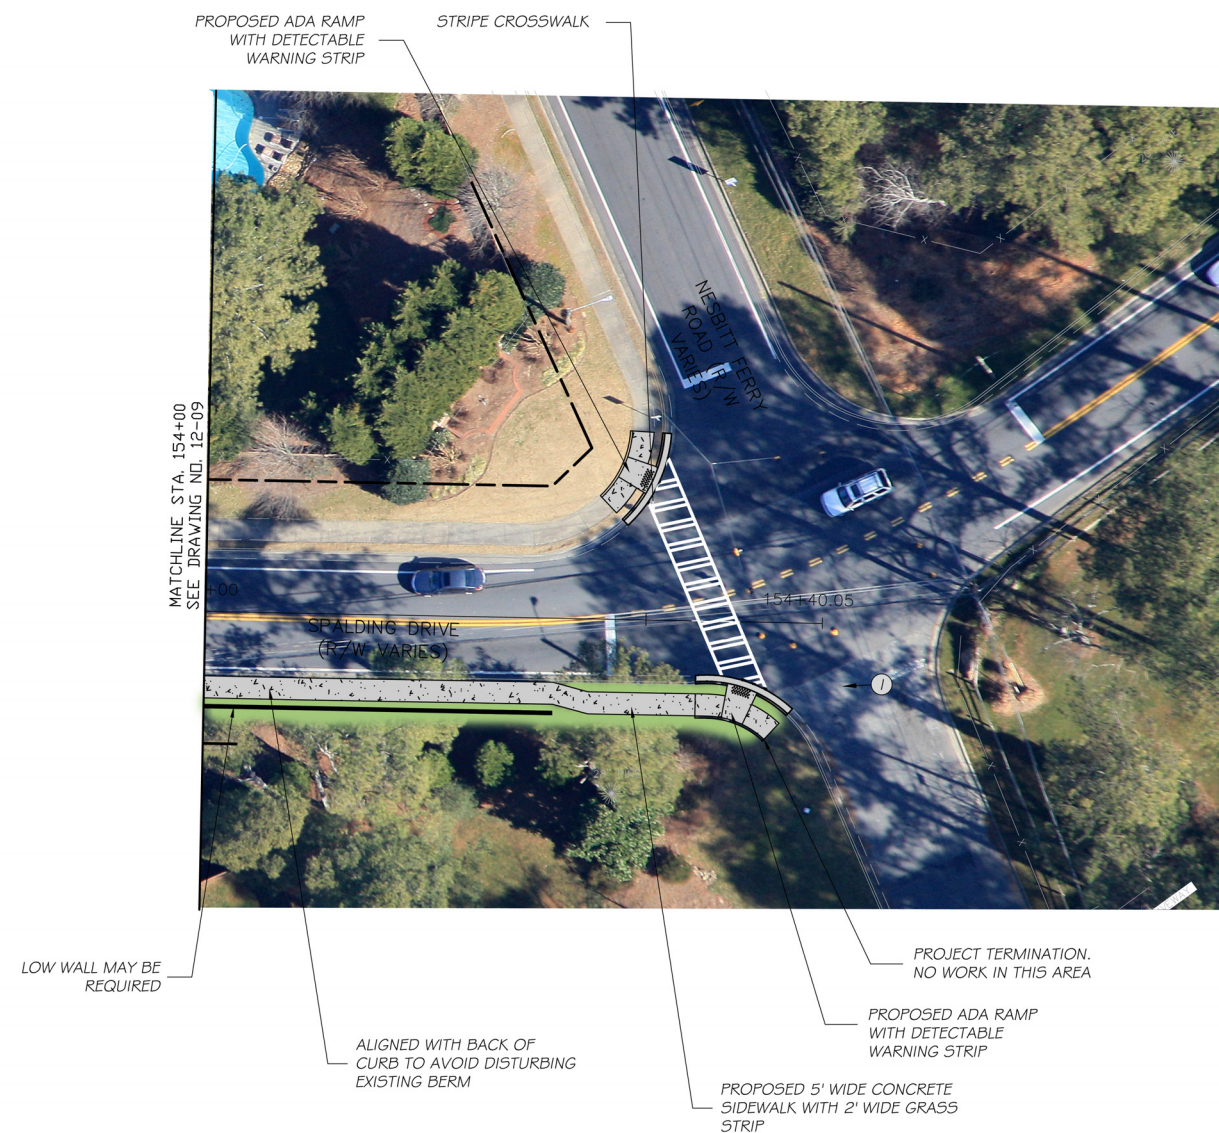 PROPOSED ADA RAMP
WITH DETECTABLE
WARNING STRIP
STRIPE CROSSWALK
NESBITT FERRY
ROAD (R/W
VARIES)
MATCHLINE STA. 154+00
SEE DRAWING NO. 12-09
+00
154+40.05
SPALDING DRIVE
(R/W VARIES)
1
LOW WALL MAY BE
REQUIRED
ALIGNED WITH BACK OF
CURB TO AVOID DISTURBING
EXISTING BERM
PROJECT TERMINATION.
NO WORK IN THIS AREA
PROPOSED ADA RAMP
WITH DETECTABLE
WARNING STRIP
PROPOSED 5' WIDE CONCRETE
SIDEWALK WITH 2' WIDE GRASS
STRIP